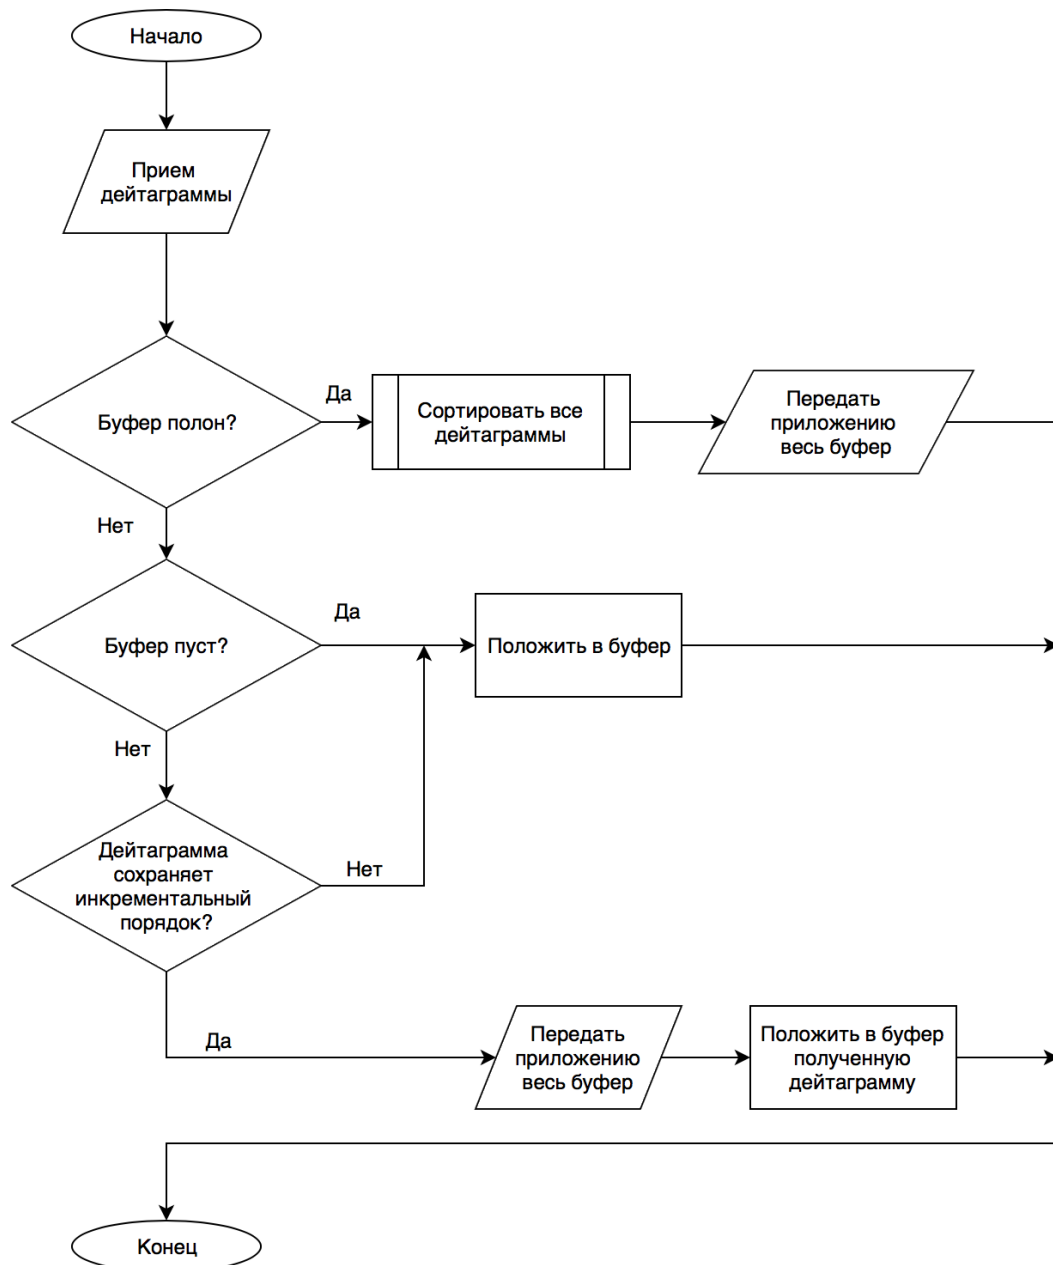 Начало
Прием
дейтаграммы
Буфер полон?
Да
Сортировать все
дейтаграммы
Передать
приложению
весь буфер
Нет
Буфер пуст?
Да
Положить в буфер
Нет
Дейтаграмма
сохраняет
инкрементальный
порядок?
Нет
Да
Передать
приложению
весь буфер
Положить в буфер
полученную
дейтаграмму
Конец